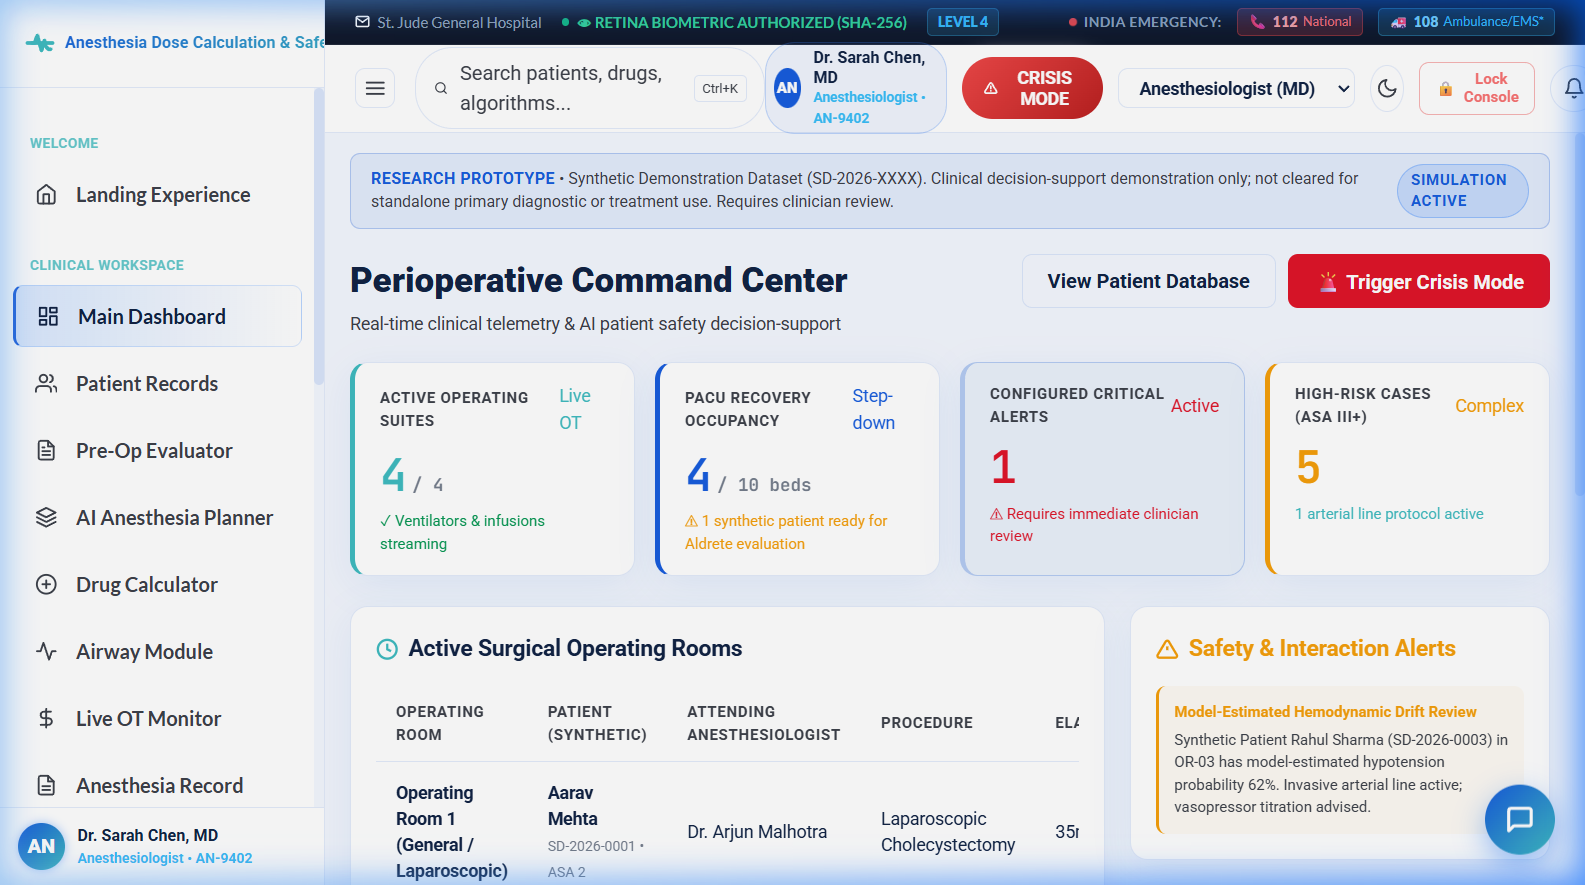 Anesthesia Dose Calculation & Safe
St. Jude General Hospital
RETINA BIOMETRIC AUTHORIZED (SHA-256)
LEVEL 4
INDIA EMERGENCY:
112 National
108 Ambulance/EMS*
Search patients, drugs,
algorithms...
Ctrl+K
AN
Dr. Sarah Chen,
MD
Anesthesiologist •
AN-9402
CRISIS
MODE
Anesthesiologist (MD)
Lock
Console
WELCOME
Landing Experience
CLINICAL WORKSPACE
Main Dashboard
Patient Records
Pre-Op Evaluator
AI Anesthesia Planner
Drug Calculator
Airway Module
Live OT Monitor
Anesthesia Record
AN
Dr. Sarah Chen, MD
Anesthesiologist • AN-9402
RESEARCH PROTOTYPE • Synthetic Demonstration Dataset (SD-2026-XXXX). Clinical decision-support demonstration only; not cleared for
standalone primary diagnostic or treatment use. Requires clinician review.
SIMULATION
ACTIVE
Perioperative Command Center
Real-time clinical telemetry & AI patient safety decision-support
View Patient Database
Trigger Crisis Mode
ACTIVE OPERATING
SUITES
Live
OT
4 / 4
✓ Ventilators & infusions
streaming
PACU RECOVERY
OCCUPANCY
Step-
down
4 / 10 beds
⚠ 1 synthetic patient ready for
Aldrete evaluation
CONFIGURED CRITICAL
ALERTS
Active
1
⚠ Requires immediate clinician
review
HIGH-RISK CASES
(ASA III+)
Complex
5
1 arterial line protocol active
Active Surgical Operating Rooms
OPERATING
ROOM
PATIENT
(SYNTHETIC)
ATTENDING
ANESTHESIOLOGIST
PROCEDURE
ELA
Operating
Room 1
(General /
Laparoscopic)
Aarav
Mehta
SD-2026-0001 •
ASA 2
Dr. Arjun Malhotra
Laparoscopic
Cholecystectomy
35m
Safety & Interaction Alerts
Model-Estimated Hemodynamic Drift Review
Synthetic Patient Rahul Sharma (SD-2026-0003) in
OR-03 has model-estimated hypotension
probability 62%. Invasive arterial line active;
vasopressor titration advised.